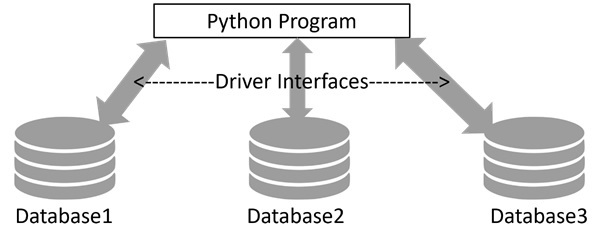 Python Program
<----------Driver Interfaces-------->
Database1
Database2
Database3